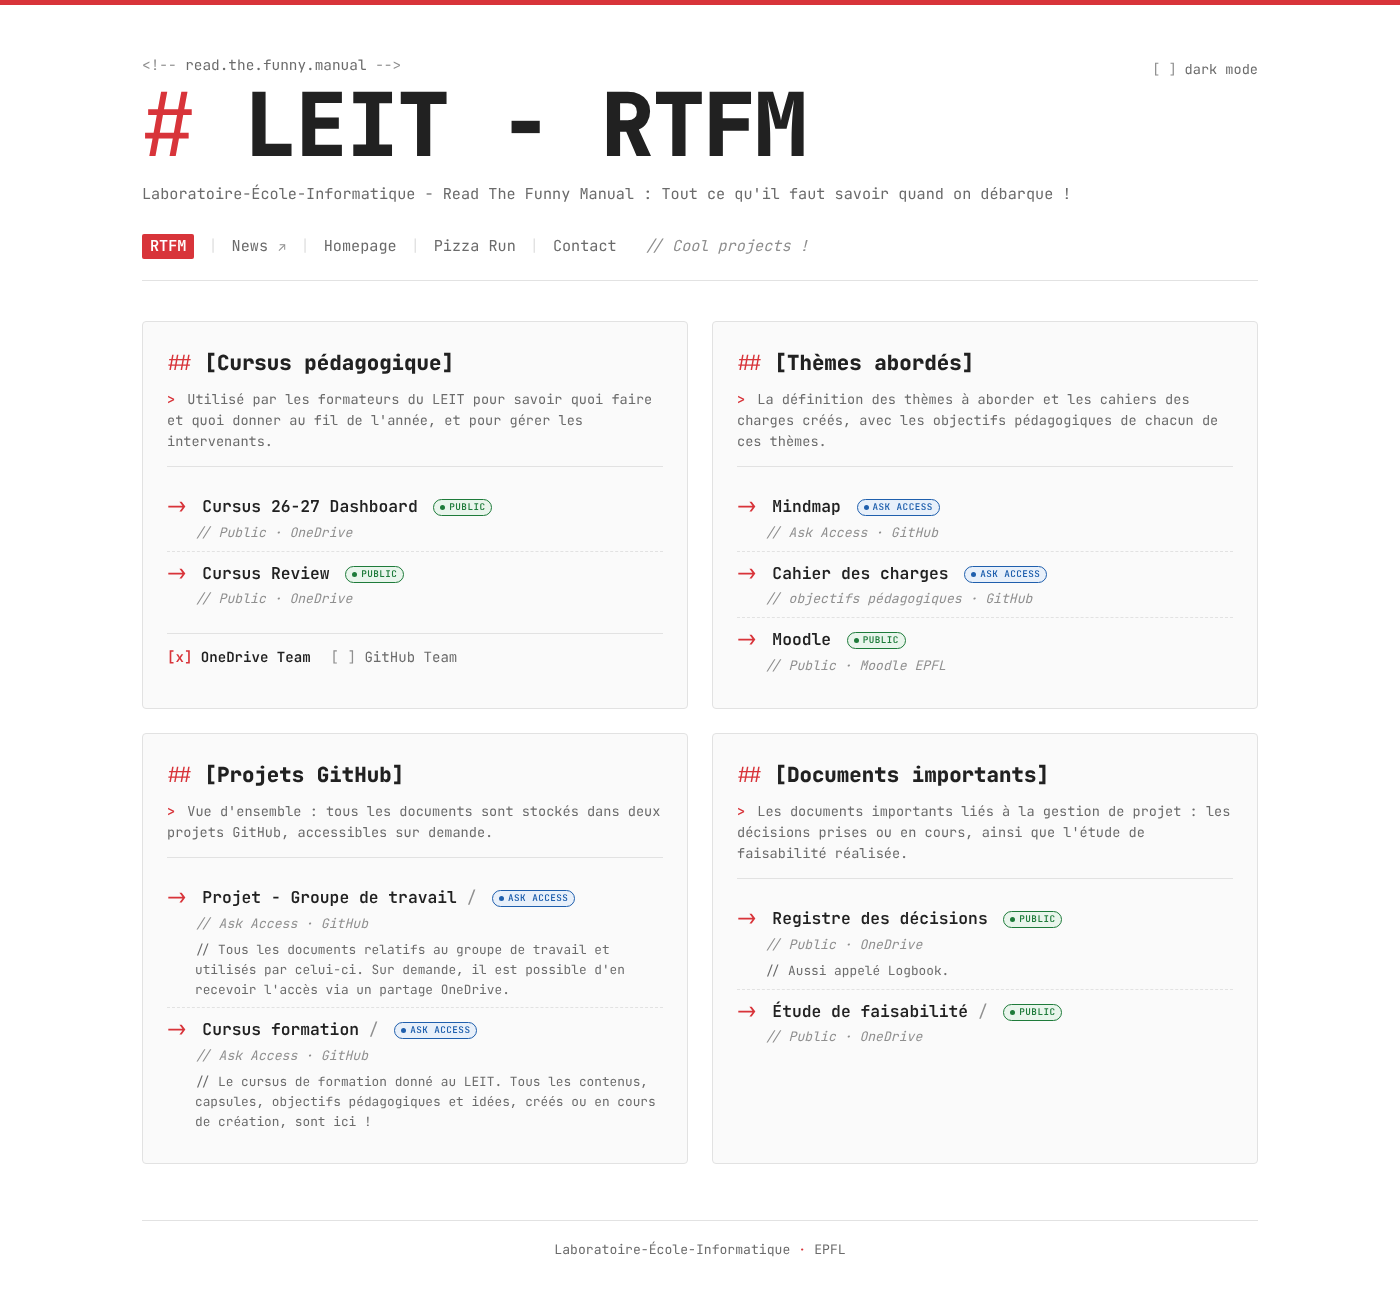 <!-- read.the.funny.manual -->
[ ] dark mode
# LEIT - RTFM
Laboratoire-École-Informatique - Read The Funny Manual : Tout ce qu'il faut savoir quand on débarque !
RTFM | News ↗ | Homepage | Pizza Run | Contact // Cool projects !
## [Cursus pédagogique]
> Utilisé par les formateurs du LEIT pour savoir quoi faire
et quoi donner au fil de l'année, et pour gérer les
intervenants.
→ Cursus 26-27 Dashboard ● PUBLIC
// Public · OneDrive
→ Cursus Review ● PUBLIC
// Public · OneDrive
[x] OneDrive Team [ ] GitHub Team
## [Thèmes abordés]
> La définition des thèmes à aborder et les cahiers des
charges créés, avec les objectifs pédagogiques de chacun de
ces thèmes.
→ Mindmap ● ASK ACCESS
// Ask Access · GitHub
→ Cahier des charges ● ASK ACCESS
// objectifs pédagogiques · GitHub
→ Moodle ● PUBLIC
// Public · Moodle EPFL
## [Projets GitHub]
> Vue d'ensemble : tous les documents sont stockés dans deux
projets GitHub, accessibles sur demande.
→ Projet - Groupe de travail / ● ASK ACCESS
// Ask Access · GitHub
// Tous les documents relatifs au groupe de travail et
utilisés par celui-ci. Sur demande, il est possible d'en
recevoir l'accès via un partage OneDrive.
→ Cursus formation / ● ASK ACCESS
// Ask Access · GitHub
// Le cursus de formation donné au LEIT. Tous les contenus,
capsules, objectifs pédagogiques et idées, créés ou en cours
de création, sont ici !
## [Documents importants]
> Les documents importants liés à la gestion de projet : les
décisions prises ou en cours, ainsi que l'étude de
faisabilité réalisée.
→ Registre des décisions ● PUBLIC
// Public · OneDrive
// Aussi appelé Logbook.
→ Étude de faisabilité / ● PUBLIC
// Public · OneDrive
Laboratoire-École-Informatique · EPFL